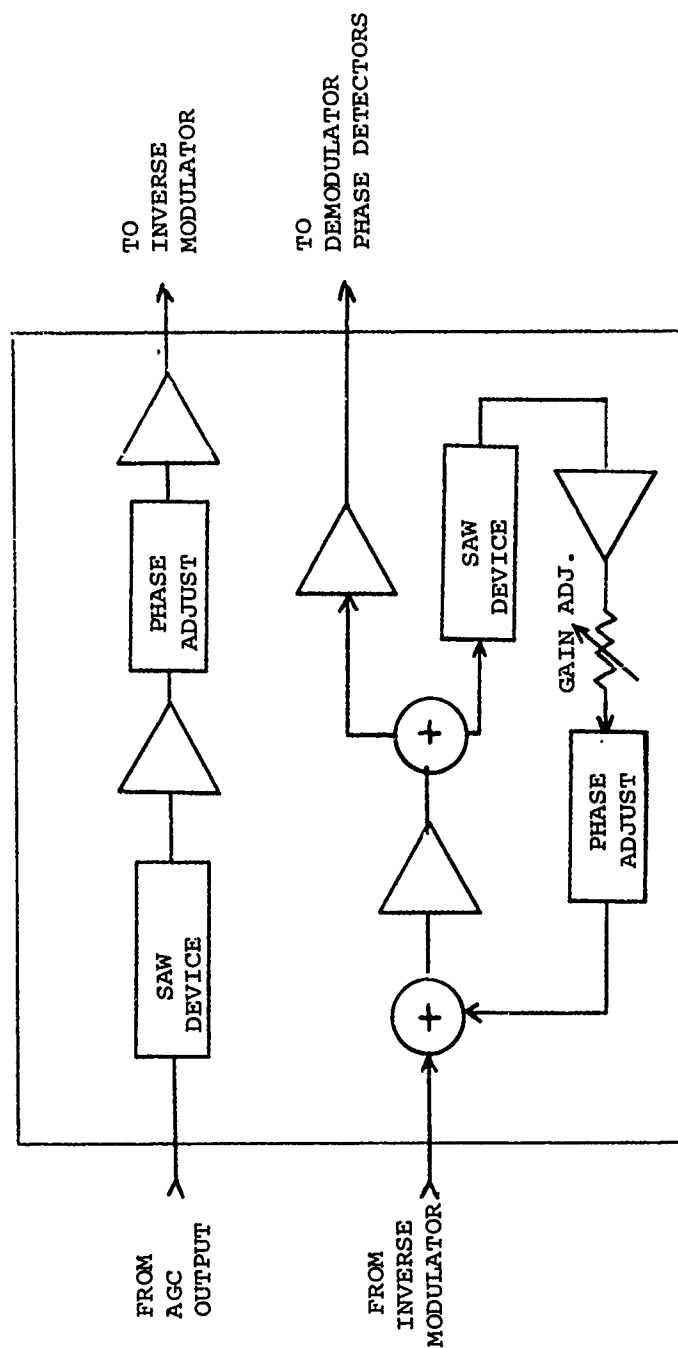 FROM
AGC
OUTPUT
SAW
DEVICE
PHASE
ADJUST
TO
INVERSE
MODULATOR
FROM
INVERSE
MODULATOR
+
+
TO
DEMODULATOR
PHASE DETECTORS
SAW
DEVICE
GAIN ADJ.
PHASE
ADJUST